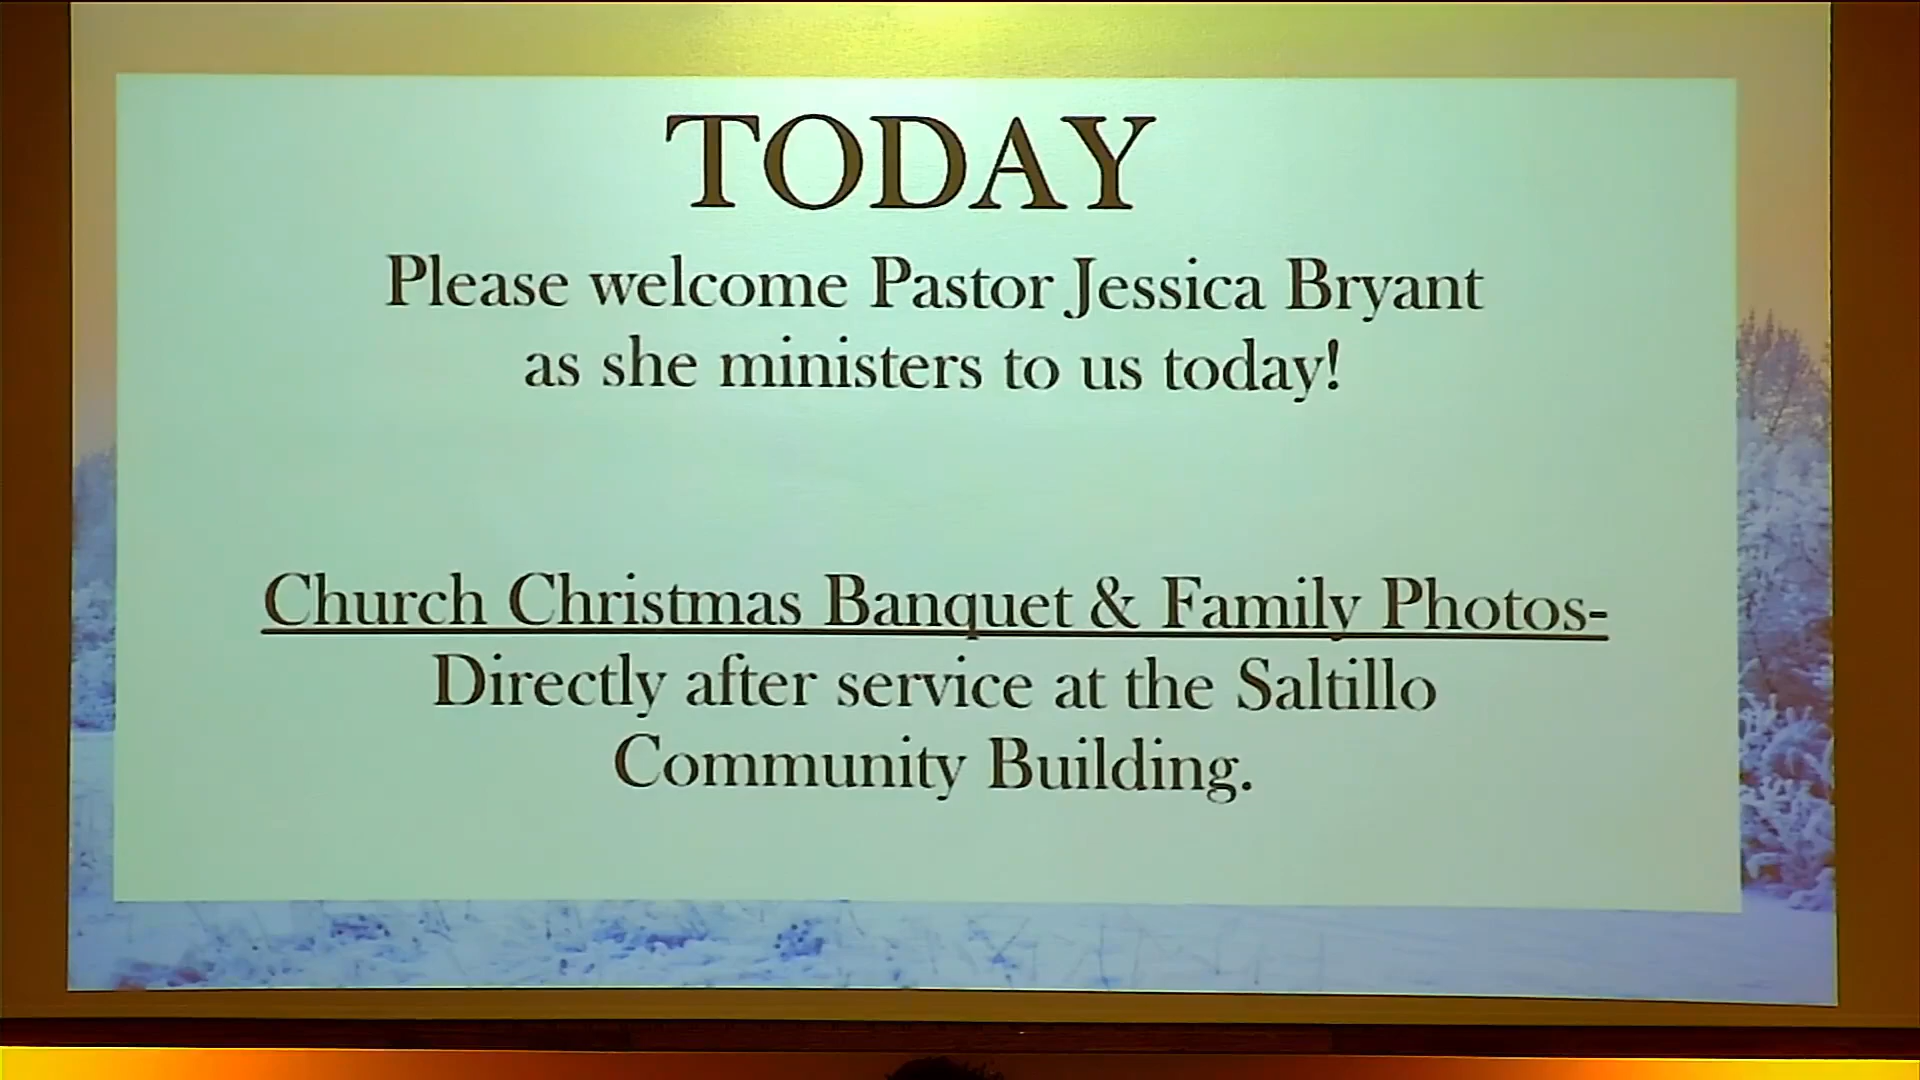 TODAY
Please welcome Pastor Jessica Bryant
as she ministers to us today!
Church Christmas Banquet & Family Photos-
Directly after service at the Saltillo
Community Building.